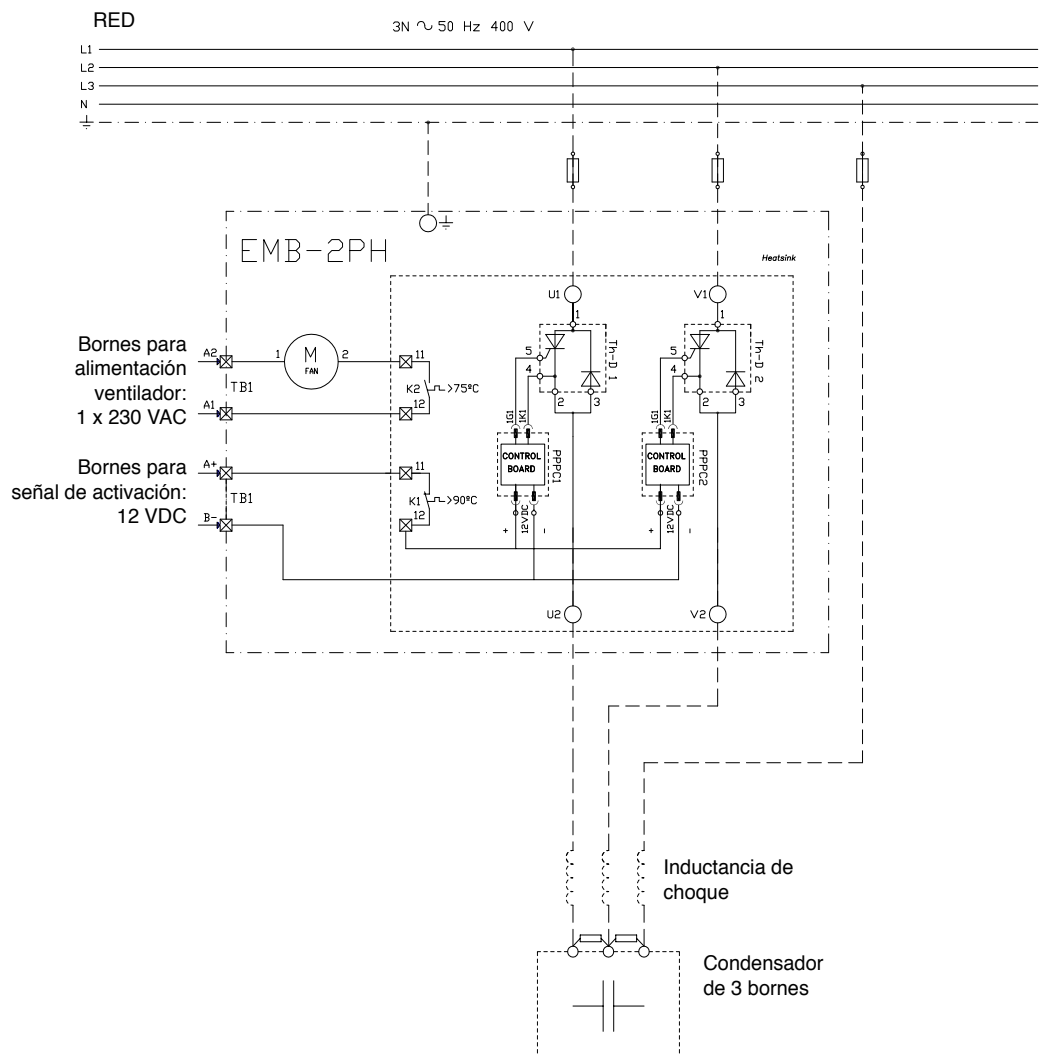 RED
3N ∿ 50 Hz 400 V
L1
L2
L3
N
EMB-2PH
Heatsink
U1
V1
1
1
Bornes para
alimentación
ventilador:
1 x 230 VAC
A2
1
M
FAN
2
11
TB1
K2
>75ºC
A1
12
5
4
2
3
Th-D 1
5
4
2
3
Th-D 2
1G1
1K1
1G1
1K1
Bornes para
señal de activación:
12 VDC
A+
11
TB1
K1
>90ºC
B-
12
CONTROL
BOARD
PPPC1
CONTROL
BOARD
PPPC2
+
12VDC
-
+
12VDC
-
U2
V2
Inductancia de
choque
Condensador
de 3 bornes